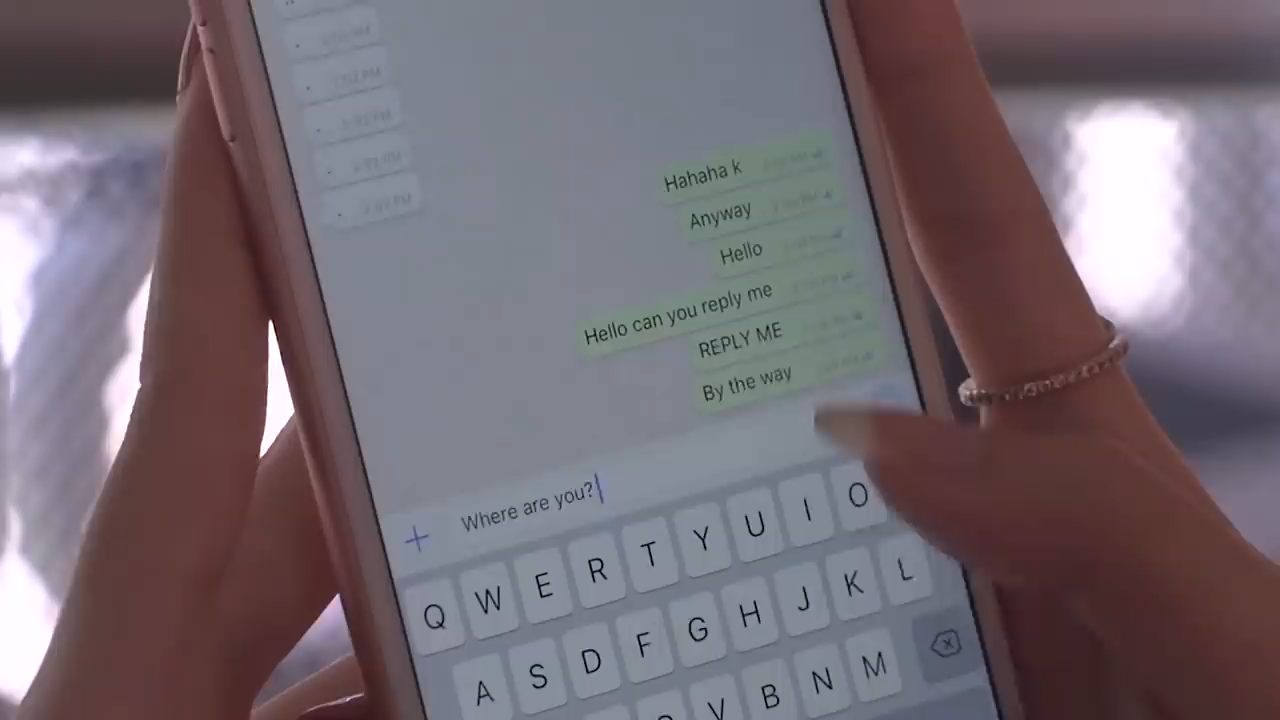 .
.
.
.
.
Hahaha k
Anyway
Hello
Hello can you reply me
REPLY ME
By the way
+ Where are you?
Q W E R T Y U I O
A S D F G H J K L
V B N M